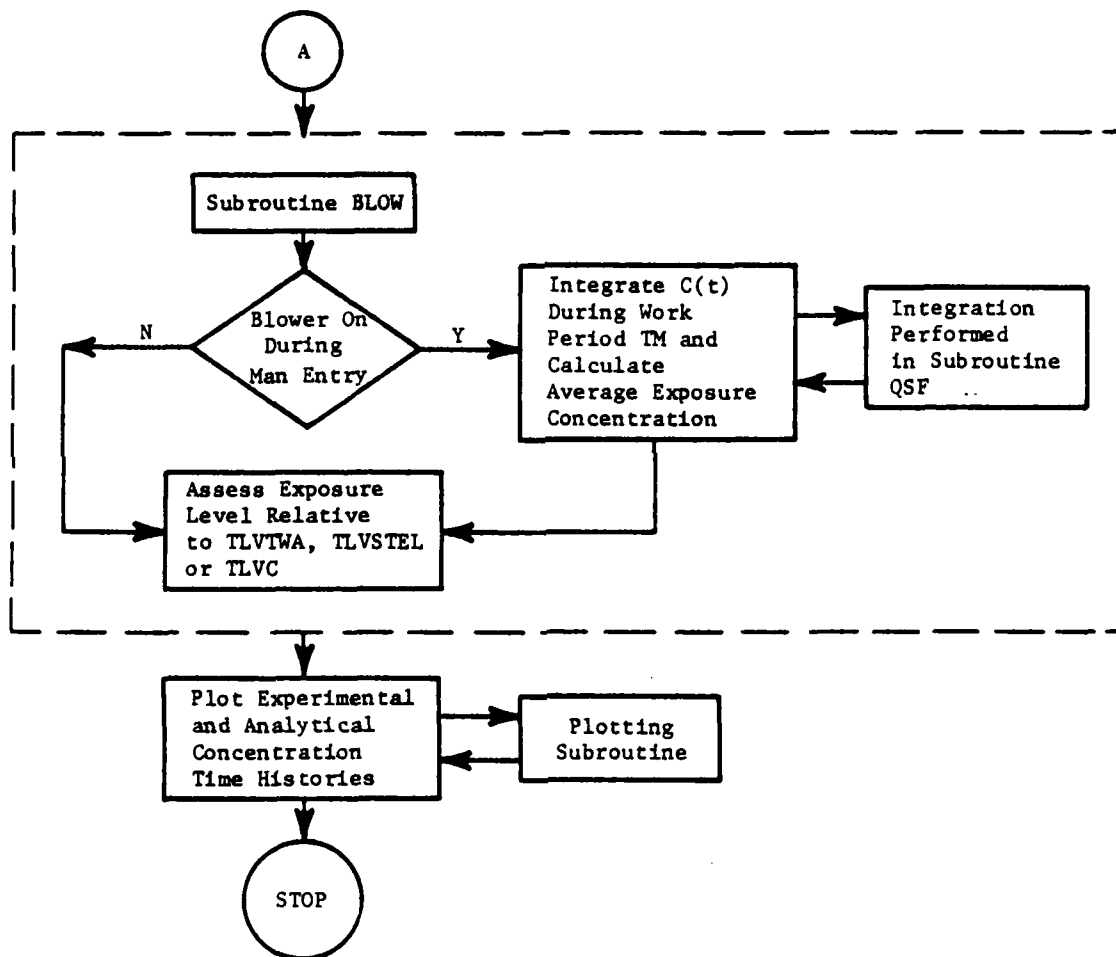 A
Subroutine BLOW
Blower On
During
Man Entry
N
Y
Integrate C(t)
During Work
Period TM and
Calculate
Average Exposure
Concentration
Integration
Performed
in Subroutine
QSF
Assess Exposure
Level Relative
to TLVTWA, TLVSTEL
or TLVC
Plot Experimental
and Analytical
Concentration
Time Histories
Plotting
Subroutine
STOP